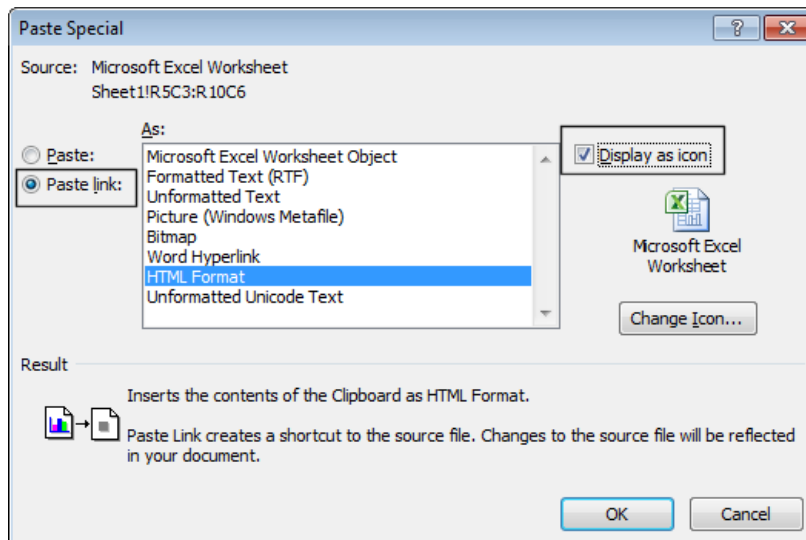 Paste Special
Source: Microsoft Excel Worksheet
Sheet1!R5C3:R10C6
As:
Paste:
Paste link:
Microsoft Excel Worksheet Object
Formatted Text (RTF)
Unformatted Text
Picture (Windows Metafile)
Bitmap
Word Hyperlink
HTML Format
Unformatted Unicode Text
Display as icon
Microsoft Excel
Worksheet
Change Icon...
Result
Inserts the contents of the Clipboard as HTML Format.
Paste Link creates a shortcut to the source file. Changes to the source file will be reflected
in your document.
OK
Cancel